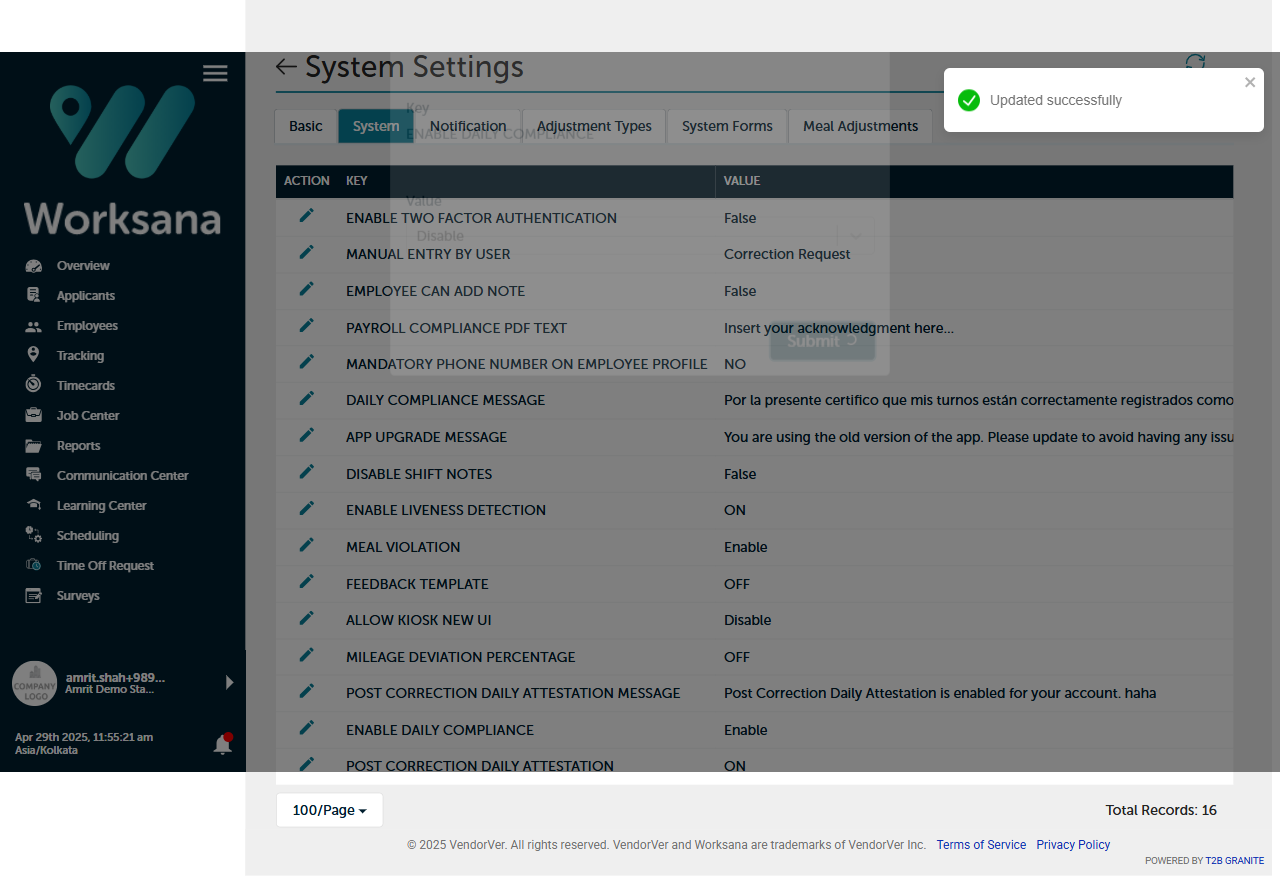 System Settings
Updated successfully
Key
ENABLE DAILY COMPLIANCE
Basic
System
Notification
Adjustment Types
System Forms
Meal Adjustments
ACTION KEY VALUE
Value
Disable
ENABLE TWO FACTOR AUTHENTICATION False
MANUAL ENTRY BY USER Correction Request
EMPLOYEE CAN ADD NOTE False
PAYROLL COMPLIANCE PDF TEXT Insert your acknowledgment here...
Submit
MANDATORY PHONE NUMBER ON EMPLOYEE PROFILE NO
DAILY COMPLIANCE MESSAGE Por la presente certifico que mis turnos están correctamente registrados como
APP UPGRADE MESSAGE You are using the old version of the app. Please update to avoid having any issu
DISABLE SHIFT NOTES False
ENABLE LIVENESS DETECTION ON
MEAL VIOLATION Enable
FEEDBACK TEMPLATE OFF
ALLOW KIOSK NEW UI Disable
MILEAGE DEVIATION PERCENTAGE OFF
POST CORRECTION DAILY ATTESTATION MESSAGE Post Correction Daily Attestation is enabled for your account. haha
ENABLE DAILY COMPLIANCE Enable
POST CORRECTION DAILY ATTESTATION ON
Worksana
Overview
Applicants
Employees
Tracking
Timecards
Job Center
Reports
Communication Center
Learning Center
Scheduling
Time Off Request
Surveys
COMPANY
LOGO
amrit.shah+989...
Amrit Demo Sta...
Apr 29th 2025, 11:55:21 am
Asia/Kolkata
100/Page
Total Records: 16
© 2025 VendorVer. All rights reserved. VendorVer and Worksana are trademarks of VendorVer Inc. Terms of Service Privacy Policy
POWERED BY T2B GRANITE